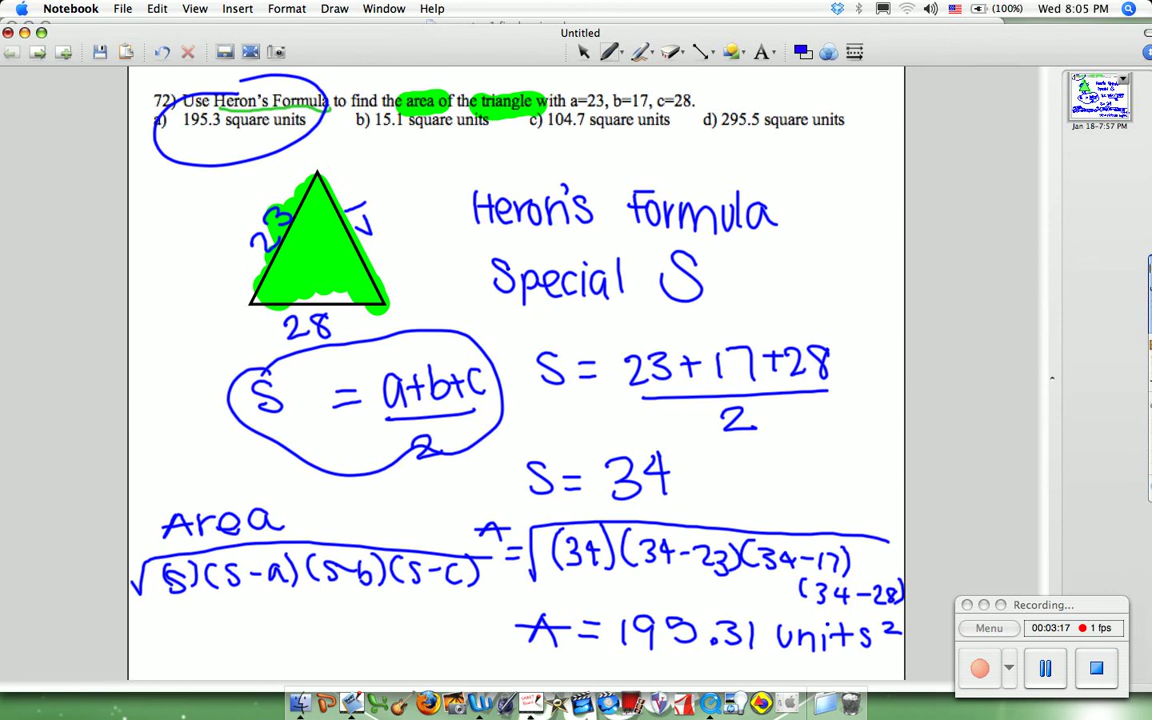 Notebook File Edit View Insert Format Draw Window Help (100%) Wed 8:05 PM
Untitled
72) Use Heron's Formula to find the area of the triangle with a=23, b=17, c=28.
a) 195.3 square units b) 15.1 square units c) 104.7 square units d) 295.5 square units
Jan 18-7:57 PM
23
17
28
Heron's Formula
Special S
S = a+b+c
2
S = 23+17+28
2
S = 34
Area
√(s)(s-a)(s-b)(s-c)
A = √(34)(34-23)(34-17)
(34-28)
A = 195.31 units²
Recording...
Menu 00:03:17 1 fps